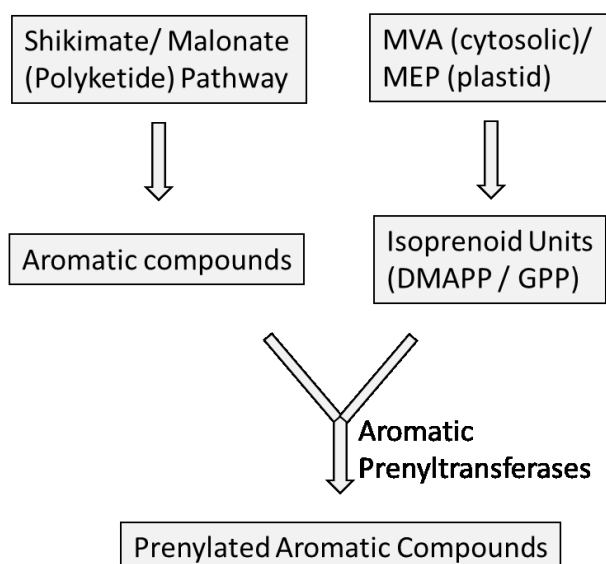 Shikimate/ Malonate
(Polyketide) Pathway
MVA (cytosolic)/
MEP (plastid)
Aromatic compounds
Isoprenoid Units
(DMAPP / GPP)
Aromatic
Prenyltransferases
Prenylated Aromatic Compounds